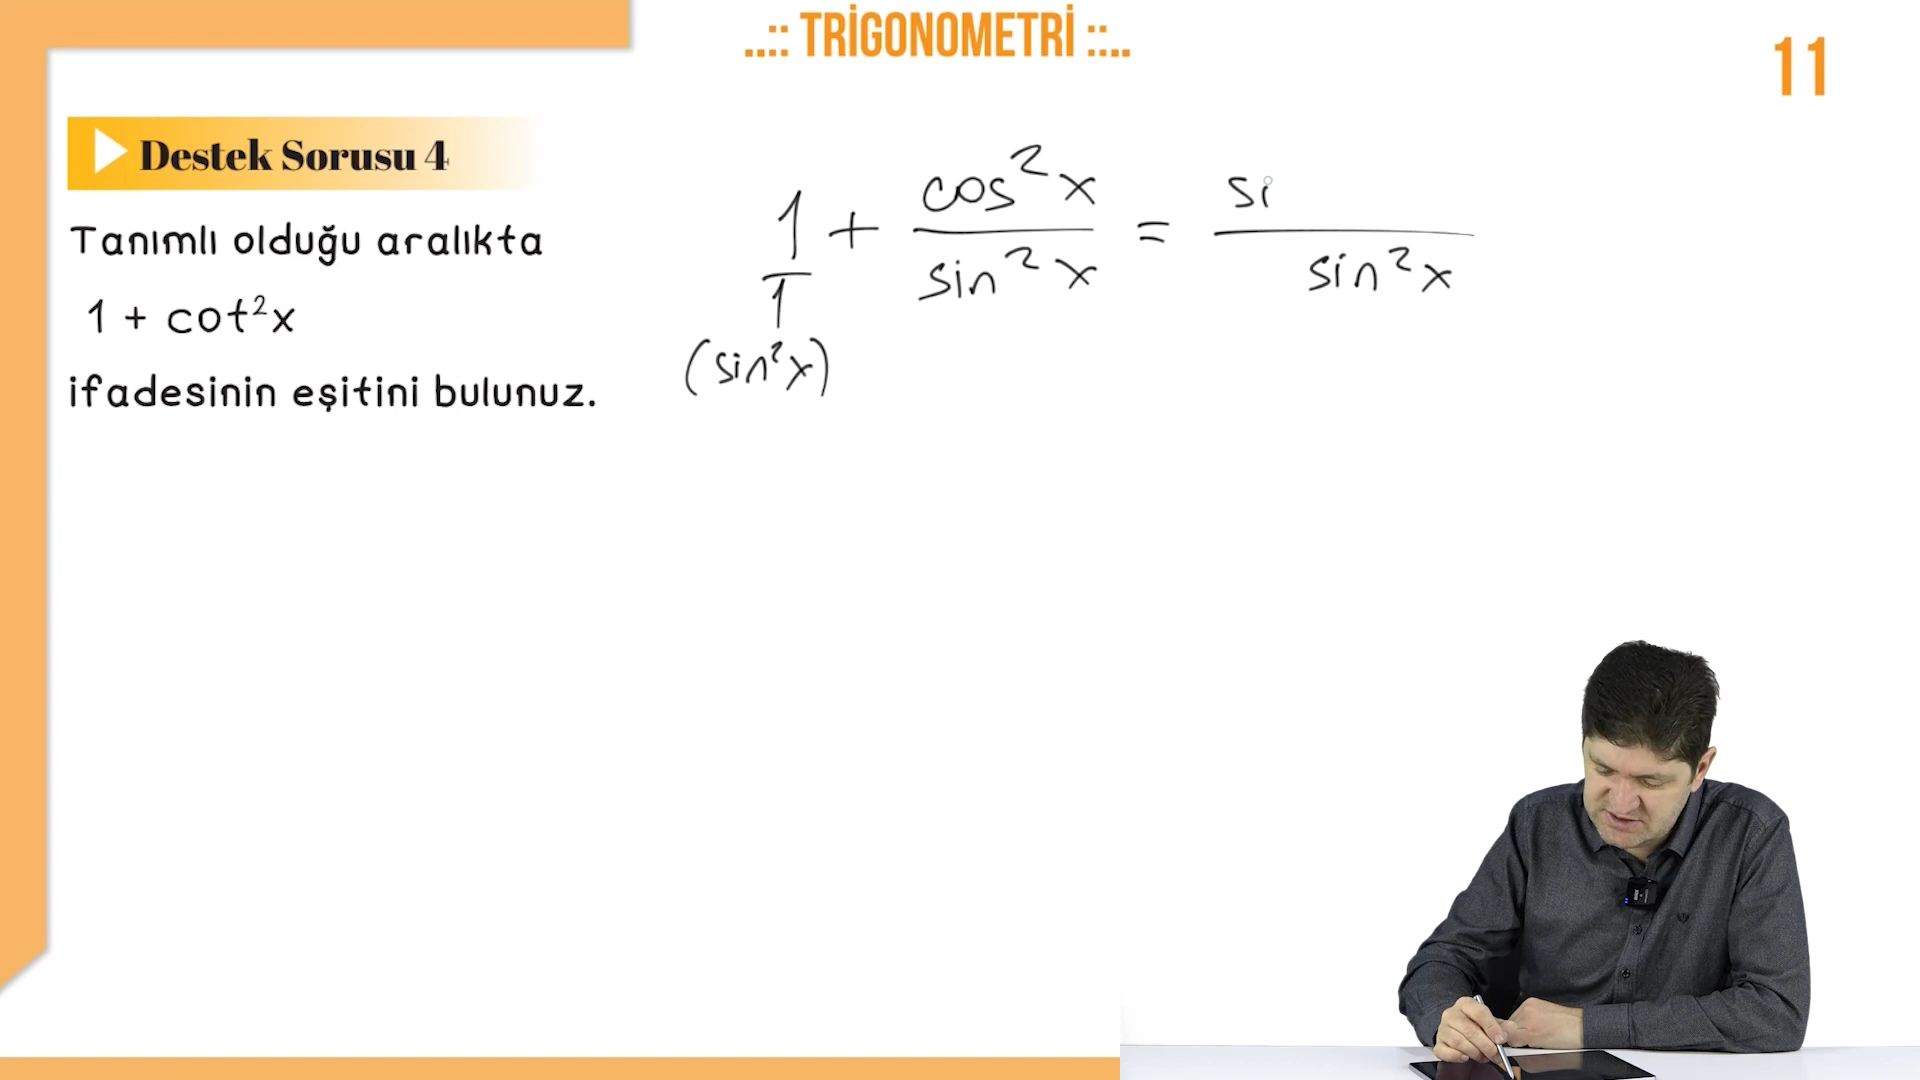 ..:: TRİGONOMETRİ ::..
11
Destek Sorusu 4
Tanımlı olduğu aralıkta
1 + cot²x
ifadesinin eşitini bulunuz.
1/1 + cos²x/sin²x = si/sin²x
(sin²x)